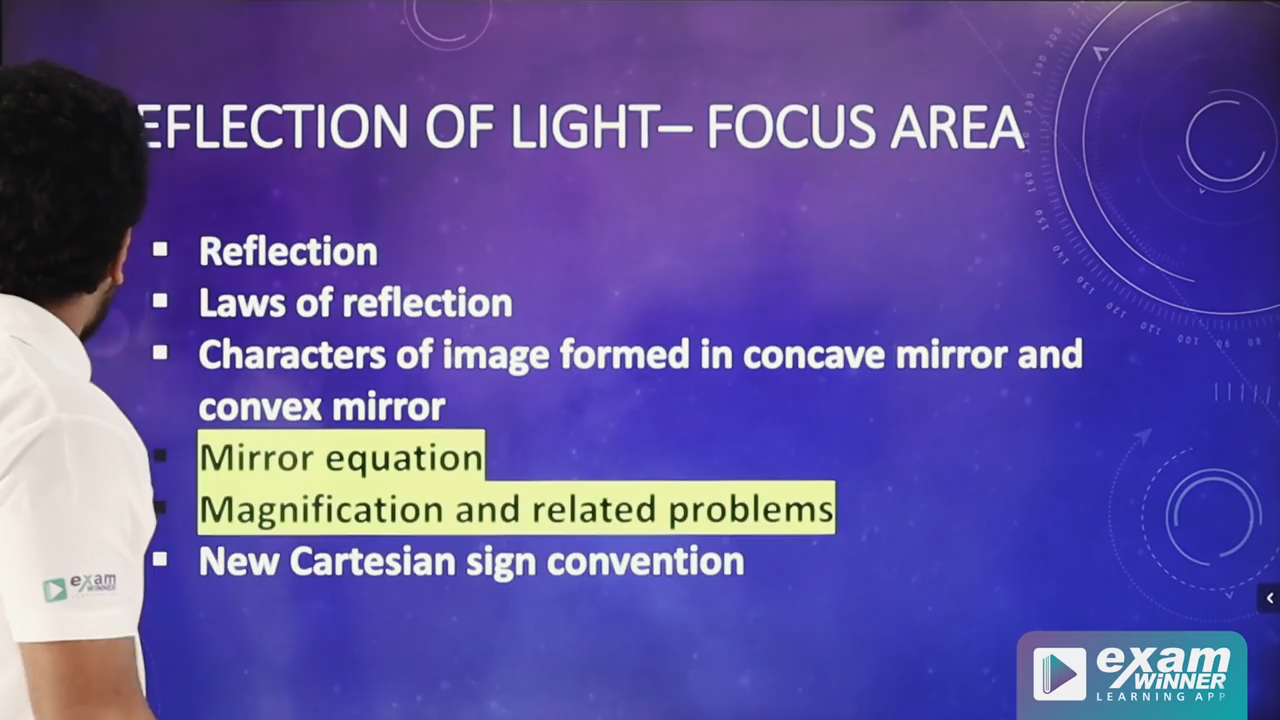 EFLECTION OF LIGHT– FOCUS AREA
Reflection
Laws of reflection
Characters of image formed in concave mirror and
convex mirror
Mirror equation
Magnification and related problems
New Cartesian sign convention
exam
WiNNER
exam
WiNNER
LEARNING APP